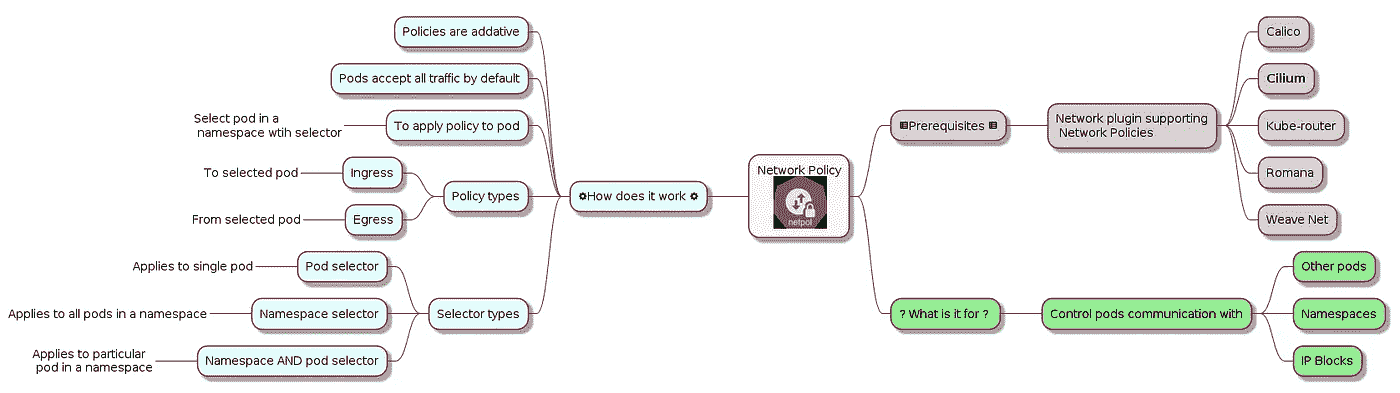 Network Policy
netpol
Prerequisites
Network plugin supporting
Network Policies
Calico
Cilium
Kube-router
Romana
Weave Net
? What is it for ?
Control pods communication with
Other pods
Namespaces
IP Blocks
How does it work
Policies are addative
Pods accept all traffic by default
To apply policy to pod
Select pod in a
namespace wtih selector
Policy types
Ingress
To selected pod
Egress
From selected pod
Selector types
Pod selector
Applies to single pod
Namespace selector
Applies to all pods in a namespace
Namespace AND pod selector
Applies to particular
pod in a namespace